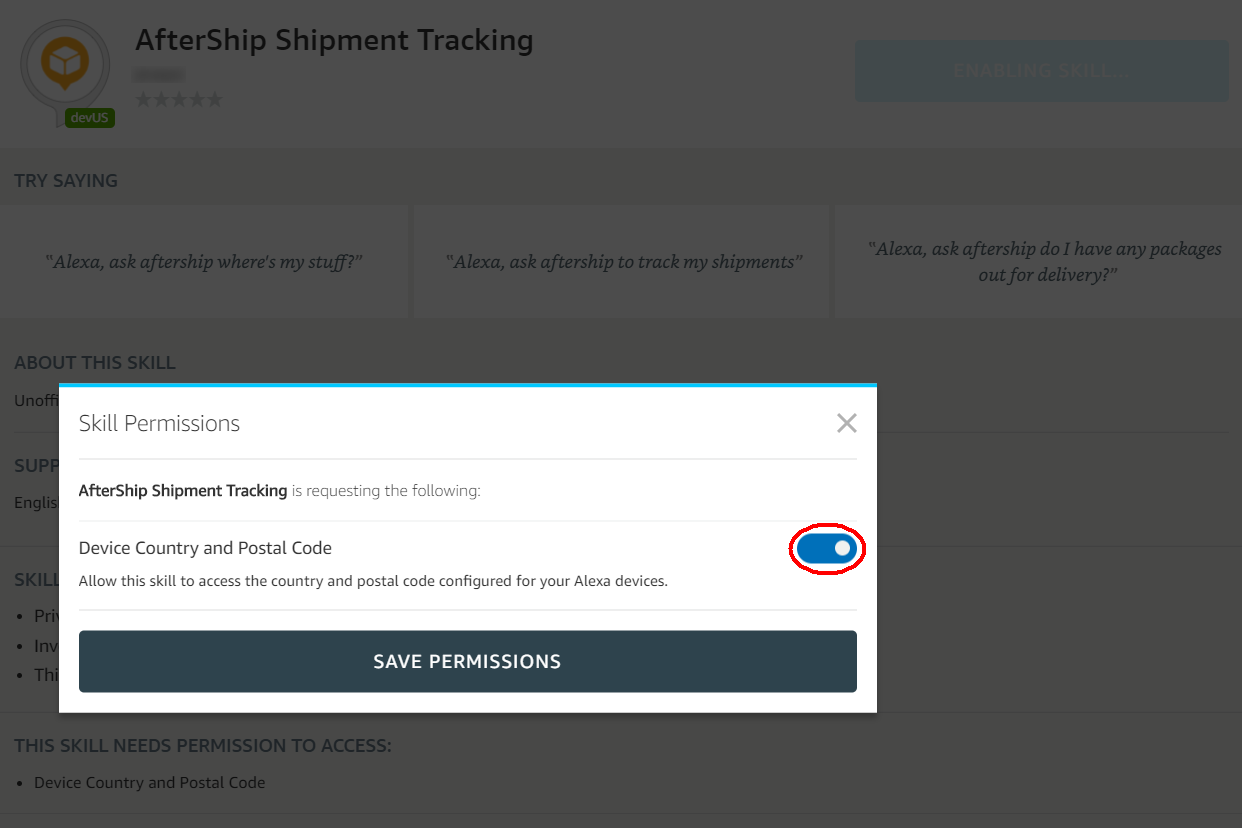 AfterShip Shipment Tracking
devUS
ENABLING SKILL...
TRY SAYING
"Alexa, ask aftership where's my stuff?"
"Alexa, ask aftership to track my shipments"
"Alexa, ask aftership do I have any packages
out for delivery?"
ABOUT THIS SKILL
Unoffi
Skill Permissions
SUPP
AfterShip Shipment Tracking is requesting the following:
Englis
Device Country and Postal Code
Allow this skill to access the country and postal code configured for your Alexa devices.
SKILL
• Priv
• Inv
• Thi
SAVE PERMISSIONS
THIS SKILL NEEDS PERMISSION TO ACCESS:
• Device Country and Postal Code